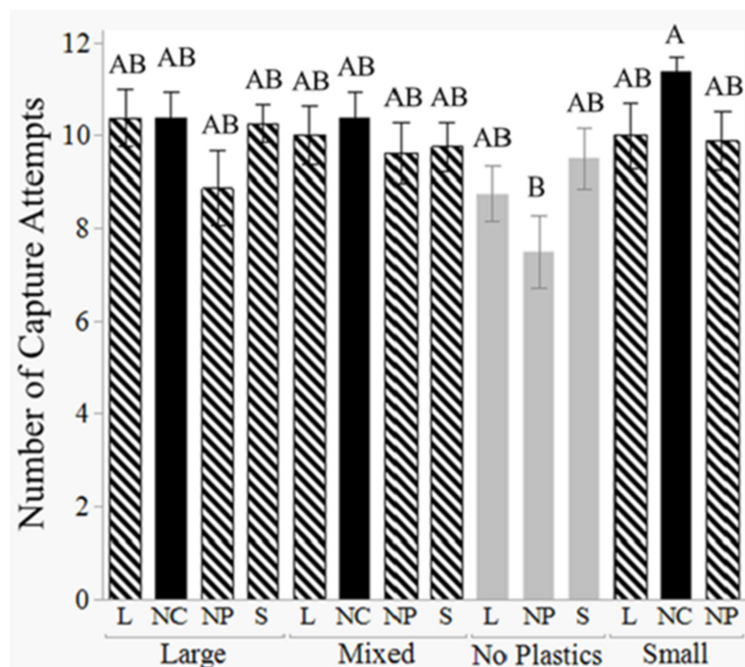 Number of Capture Attempts
12
10
8
6
4
2
0
AB AB AB AB AB AB AB AB AB B AB AB A AB
L NC NP S L NC NP S L NP S L NC NP
Large Mixed No Plastics Small